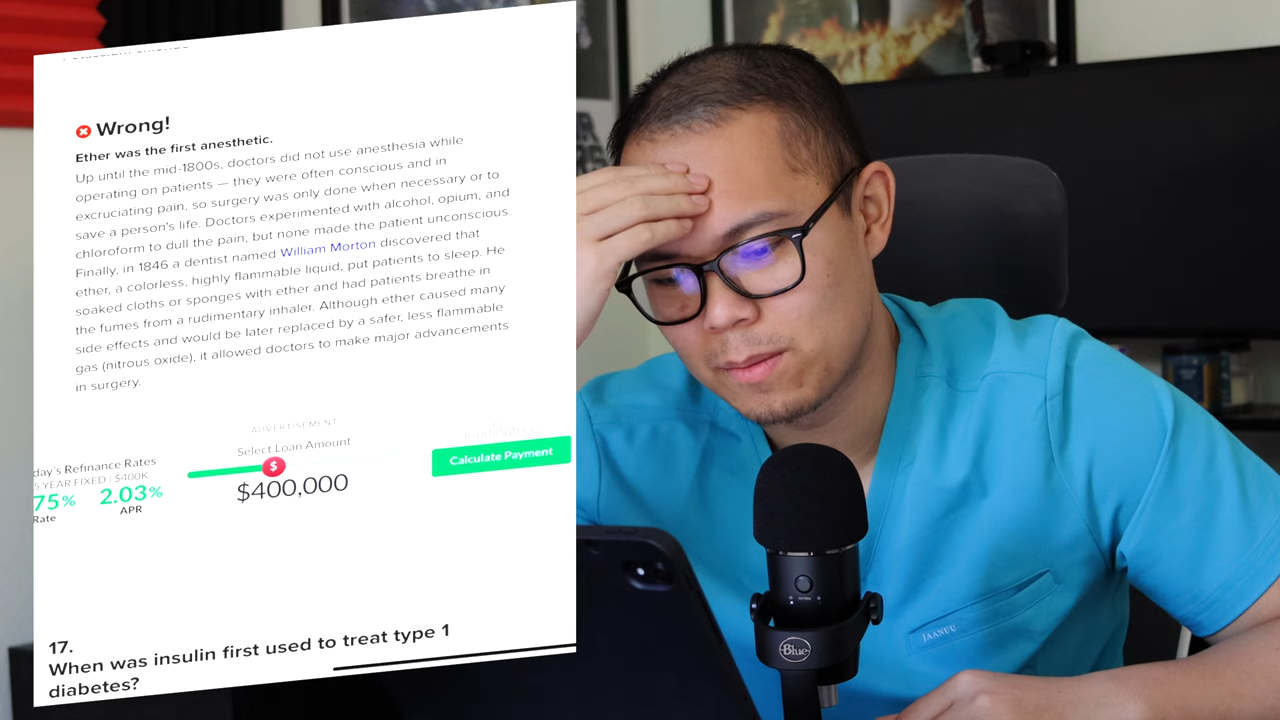 Wrong!
Ether was the first anesthetic.
Up until the mid-1800s, doctors did not use anesthesia while
operating on patients — they were often conscious and in
excruciating pain, so surgery was only done when necessary or to
save a person's life. Doctors experimented with alcohol, opium, and
chloroform to dull the pain, but none made the patient unconscious.
Finally, in 1846 a dentist named William Morton discovered that
ether, a colorless, highly flammable liquid, put patients to sleep. He
soaked cloths or sponges with ether and had patients breathe in
the fumes from a rudimentary inhaler. Although ether caused many
side effects and would be later replaced by a safer, less flammable
gas (nitrous oxide), it allowed doctors to make major advancements
in surgery.
ADVERTISEMENT
day's Refinance Rates
5 YEAR FIXED | $400K
75% 2.03%
Rate APR
Select Loan Amount
$
$400,000
lendingtree
Calculate Payment
17.
When was insulin first used to treat type 1
diabetes?
JAANUU
Blue